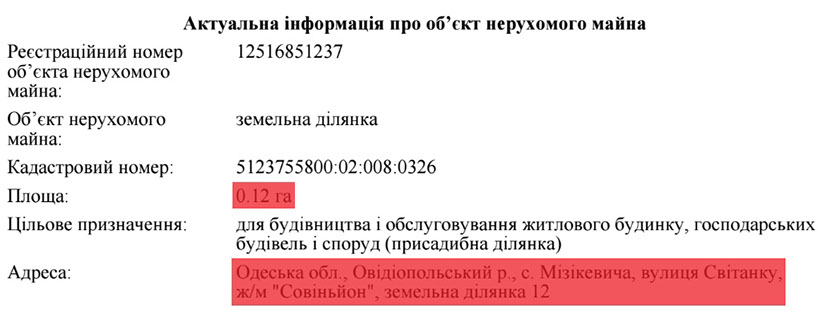 Актуальна інформація про об’єкт нерухомого майна
Реєстраційний номер
об’єкта нерухомого
майна:
12516851237
Об’єкт нерухомого
майна:
земельна ділянка
Кадастровий номер:
5123755800:02:008:0326
Площа:
0.12 га
Цільове призначення:
для будівництва і обслуговування житлового будинку, господарських
будівель і споруд (присадибна ділянка)
Адреса:
Одеська обл., Овідіопольський р., с. Мізікевича, вулиця Світанку,
ж/м "Совіньйон", земельна ділянка 12